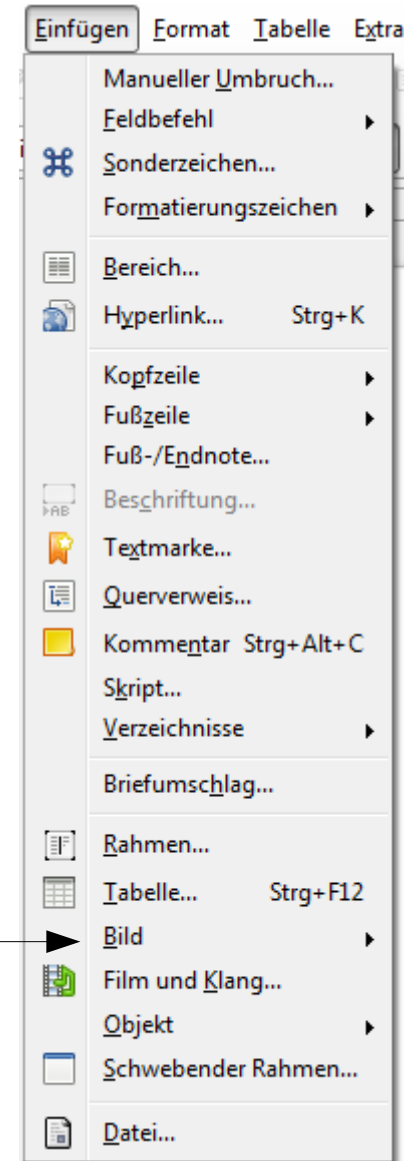 Einfügen Format Tabelle Extra
Manueller Umbruch...
Feldbefehl
Sonderzeichen...
Formatierungszeichen
Bereich...
Hyperlink... Strg+K
Kopfzeile
Fußzeile
Fuß-/Endnote...
Beschriftung...
Textmarke...
Querverweis...
Kommentar Strg+Alt+C
Skript...
Verzeichnisse
Briefumschlag...
Rahmen...
Tabelle... Strg+F12
Bild
Film und Klang...
Objekt
Schwebender Rahmen...
Datei...